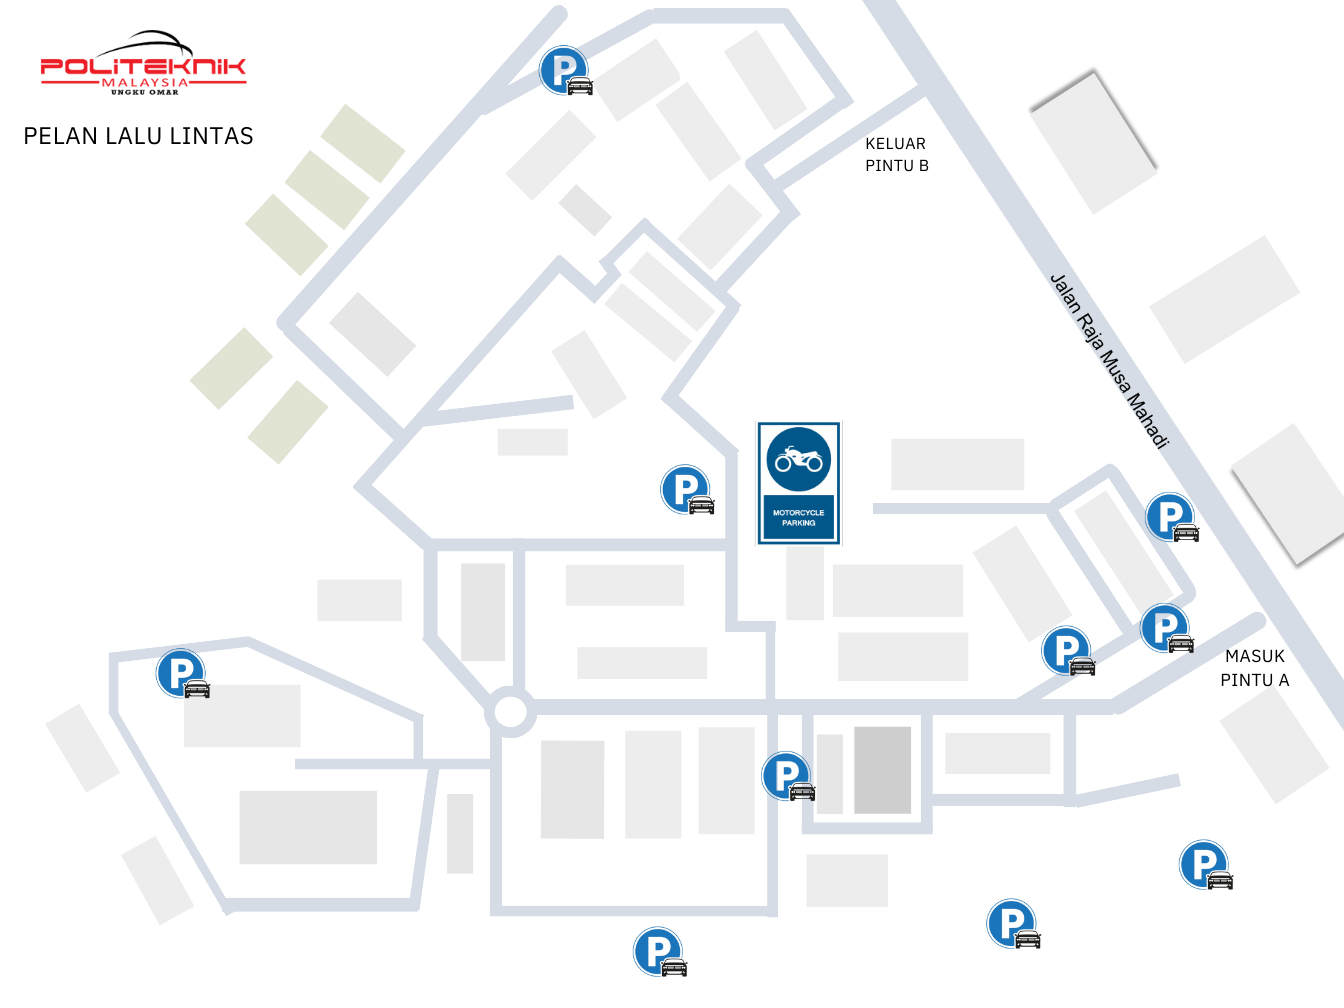 POLITEKNIK
MALAYSIA
UNGKU OMAR
PELAN LALU LINTAS
P
KELUAR
PINTU B
Jalan Raja Musa Mahadi
P
MOTORCYCLE
PARKING
P
P
P
P
MASUK
PINTU A
P
P
P
P